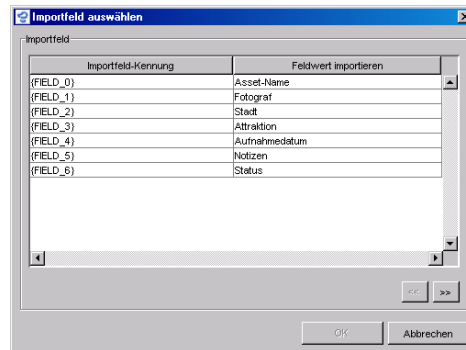 Importfeld auswählen
Importfeld
Importfeld-Kennung Feldwert importieren
{FIELD_0} Asset-Name
{FIELD_1} Fotograf
{FIELD_2} Stadt
{FIELD_3} Attraktion
{FIELD_4} Aufnahmedatum
{FIELD_5} Notizen
{FIELD_6} Status
<< >>
OK Abbrechen